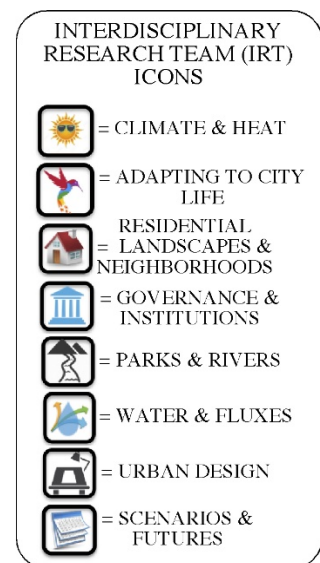 INTERDISCIPLINARY
RESEARCH TEAM (IRT)
ICONS
= CLIMATE & HEAT
= ADAPTING TO CITY
LIFE
RESIDENTIAL
= LANDSCAPES &
NEIGHBORHOODS
= GOVERNANCE &
INSTITUTIONS
= PARKS & RIVERS
= WATER & FLUXES
= URBAN DESIGN
= SCENARIOS &
FUTURES